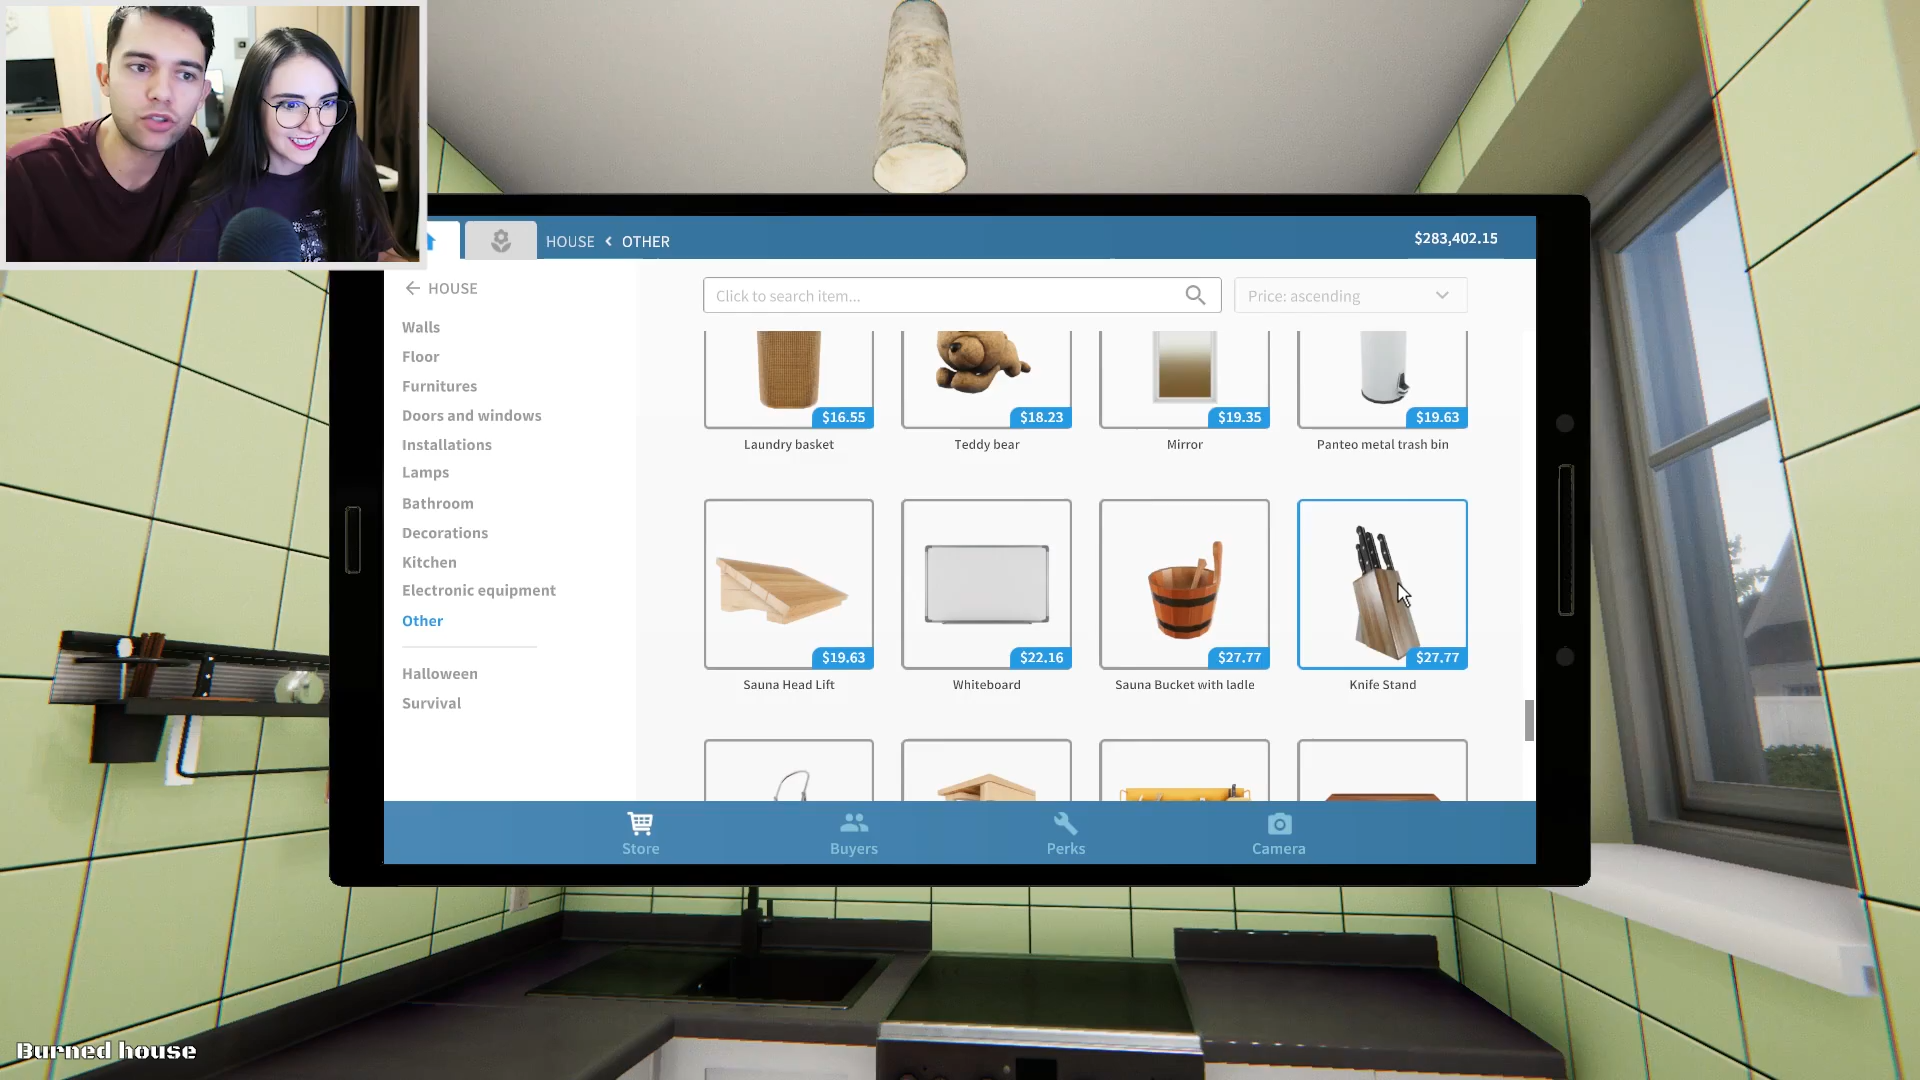 HOUSE < OTHER
$283,402.15
HOUSE
Click to search item...
Price: ascending
Walls
Floor
Furnitures
Doors and windows
Installations
Lamps
Bathroom
Decorations
Kitchen
Electronic equipment
Other
Halloween
Survival
$16.55
$18.23
$19.35
$19.63
Laundry basket
Teddy bear
Mirror
Panteo metal trash bin
$19.63
$22.16
$27.77
$27.77
Sauna Head Lift
Whiteboard
Sauna Bucket with ladle
Knife Stand
Store
Buyers
Perks
Camera
Burned house